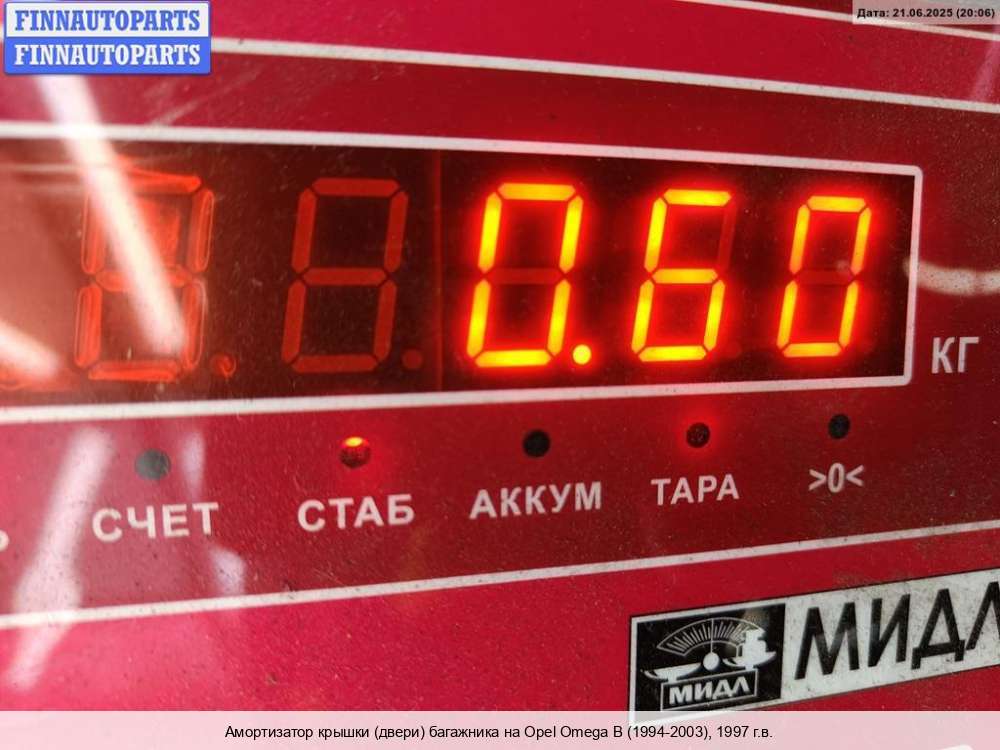 FINNAUTOPARTS
FINNAUTOPARTS
Дата: 21.06.2025 (20:06)
0.60
КГ
СЧЕТ
СТАБ
АККУМ
ТАРА
>0<
МИДЛ
МИДЛ
Амортизатор крышки (двери) багажника на Opel Omega B (1994-2003), 1997 г.в.